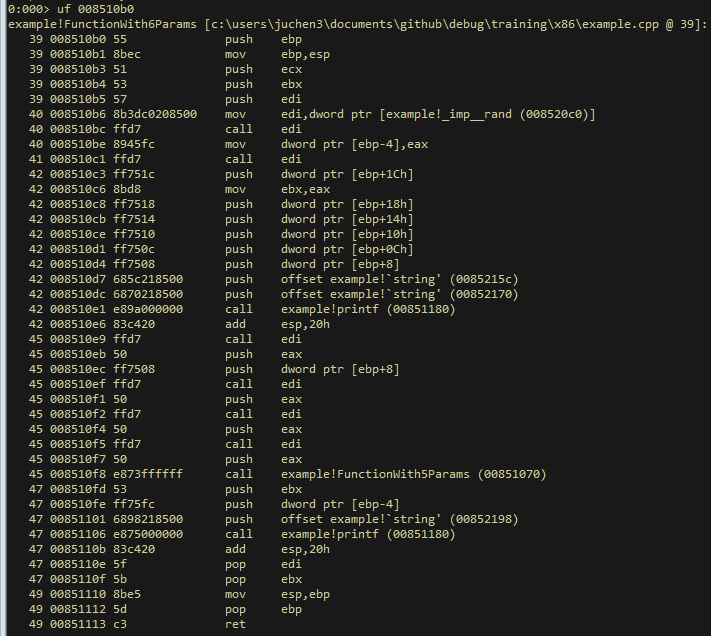 0:000> uf 008510b0
example!FunctionWith6Params [c:\users\juchen3\documents\github\debug\training\x86\example.cpp @ 39]:
39 008510b0 55 push ebp
39 008510b1 8bec mov ebp,esp
39 008510b3 51 push ecx
39 008510b4 53 push ebx
39 008510b5 57 push edi
40 008510b6 8b3dc0208500 mov edi,dword ptr [example!_imp__rand (008520c0)]
40 008510bc ffd7 call edi
40 008510be 8945fc mov dword ptr [ebp-4],eax
41 008510c1 ffd7 call edi
42 008510c3 ff751c push dword ptr [ebp+1Ch]
42 008510c6 8bd8 mov ebx,eax
42 008510c8 ff7518 push dword ptr [ebp+18h]
42 008510cb ff7514 push dword ptr [ebp+14h]
42 008510ce ff7510 push dword ptr [ebp+10h]
42 008510d1 ff750c push dword ptr [ebp+0Ch]
42 008510d4 ff7508 push dword ptr [ebp+8]
42 008510d7 685c218500 push offset example!`string' (0085215c)
42 008510dc 6870218500 push offset example!`string' (00852170)
42 008510e1 e89a000000 call example!printf (00851180)
42 008510e6 83c420 add esp,20h
45 008510e9 ffd7 call edi
45 008510eb 50 push eax
45 008510ec ff7508 push dword ptr [ebp+8]
45 008510ef ffd7 call edi
45 008510f1 50 push eax
45 008510f2 ffd7 call edi
45 008510f4 50 push eax
45 008510f5 ffd7 call edi
45 008510f7 50 push eax
45 008510f8 e873ffffff call example!FunctionWith5Params (00851070)
47 008510fd 53 push ebx
47 008510fe ff75fc push dword ptr [ebp-4]
47 00851101 6898218500 push offset example!`string' (00852198)
47 00851106 e875000000 call example!printf (00851180)
47 0085110b 83c420 add esp,20h
47 0085110e 5f pop edi
47 0085110f 5b pop ebx
49 00851110 8be5 mov esp,ebp
49 00851112 5d pop ebp
49 00851113 c3 ret